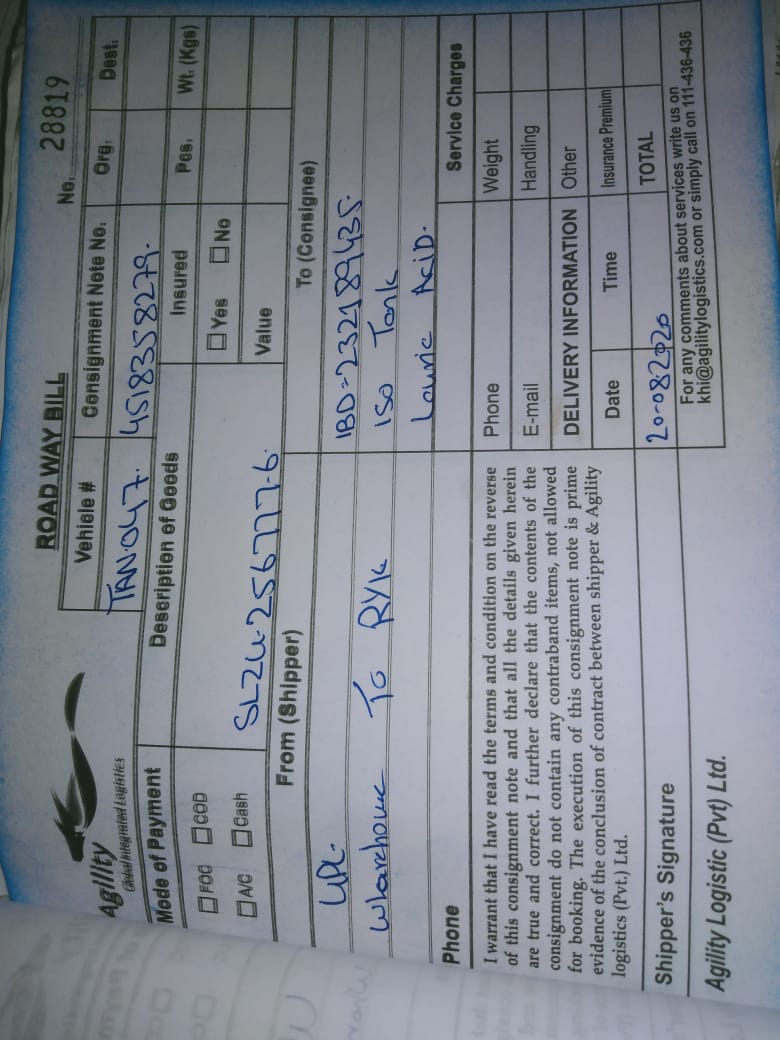 ROAD WAY BILL
No. 28819
Agility
Global Integrated Logistics
Vehicle #
Consignment Note No.
Org.
Dest.
TAN-047.
4518358279.
Mode of Payment
Description of Goods
Insured
Pcs.
Wt. (Kgs)
FOC COD
Yes No
A/C Cash
SLZU-256777-6
Value
From (Shipper)
To (Consignee)
UPL-
IBD=232189435-
Warehouse To RYK
ISO Tank
Lauric AciD.
Phone
Service Charges
I warrant that I have read the terms and condition on the reverse
of this consignment note and that all the details given herein
are true and correct. I further declare that the contents of the
consignment do not contain any contraband items, not allowed
for booking. The execution of this consignment note is prime
evidence of the conclusion of contract between shipper & Agility
logistics (Pvt.) Ltd.
Phone
Weight
E-mail
Handling
DELIVERY INFORMATION
Other
Date
Time
Insurance Premium
20-08.2020
TOTAL
Shipper's Signature
For any comments about services write us on
khi@agilitylogistics.com or simply call on 111-436-436
Agility Logistic (Pvt) Ltd.